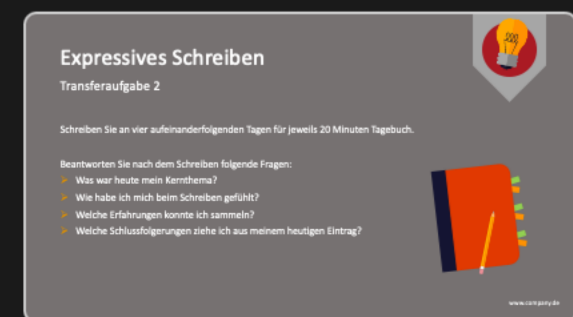 Expressives Schreiben
Transferaufgabe 2
Schreiben Sie an vier aufeinanderfolgenden Tagen für jeweils 20 Minuten Tagebuch.
Beantworten Sie nach dem Schreiben folgende Fragen:
Was war heute mein Kernthema?
Wie habe ich mich beim Schreiben gefühlt?
Welche Erfahrungen konnte ich sammeln?
Welche Schlussfolgerungen ziehe ich aus meinem heutigen Eintrag?
www.company.de